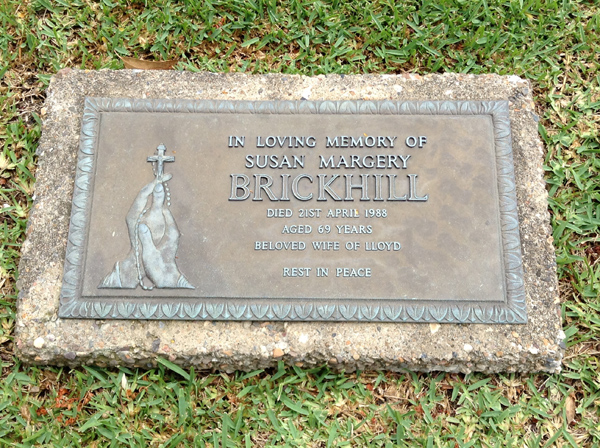 IN LOVING MEMORY OF
SUSAN MARGERY
BRICKHILL
DIED 21ST APRIL 1988
AGED 69 YEARS
BELOVED WIFE OF LLOYD
REST IN PEACE